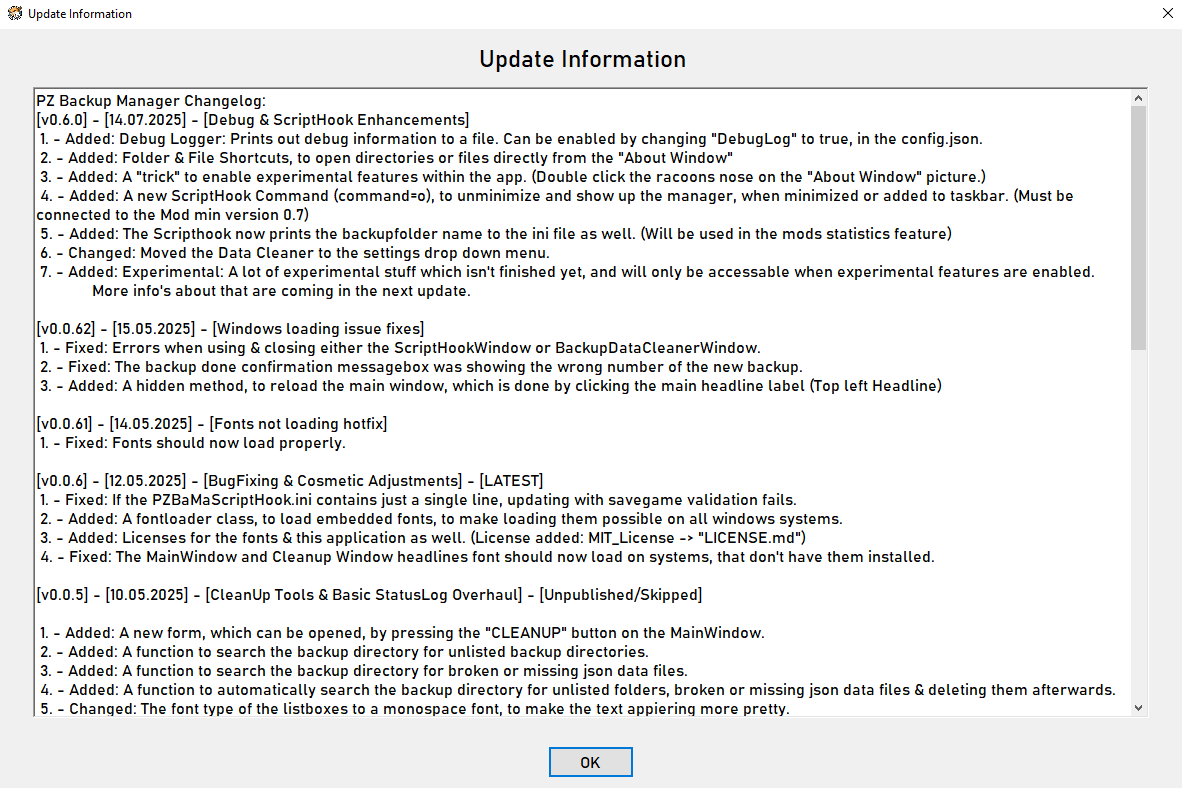 Update Information
Update Information
PZ Backup Manager Changelog:
[v0.6.0] - [14.07.2025] - [Debug & ScriptHook Enhancements]
1. - Added: Debug Logger: Prints out debug information to a file. Can be enabled by changing "DebugLog" to true, in the config.json.
2. - Added: Folder & File Shortcuts, to open directories or files directly from the "About Window"
3. - Added: A "trick" to enable experimental features within the app. (Double click the racoons nose on the "About Window" picture.)
4. - Added: A new ScriptHook Command (command=o), to unminimize and show up the manager, when minimized or added to taskbar. (Must be
connected to the Mod min version 0.7)
5. - Added: The Scripthook now prints the backupfolder name to the ini file as well. (Will be used in the mods statistics feature)
6. - Changed: Moved the Data Cleaner to the settings drop down menu.
7. - Added: Experimental: A lot of experimental stuff which isn't finished yet, and will only be accessable when experimental features are enabled.
More info's about that are coming in the next update.
[v0.0.62] - [15.05.2025] - [Windows loading issue fixes]
1. - Fixed: Errors when using & closing either the ScriptHookWindow or BackupDataCleanerWindow.
2. - Fixed: The backup done confirmation messagebox was showing the wrong number of the new backup.
3. - Added: A hidden method, to reload the main window, which is done by clicking the main headline label (Top left Headline)
[v0.0.61] - [14.05.2025] - [Fonts not loading hotfix]
1. - Fixed: Fonts should now load properly.
[v0.0.6] - [12.05.2025] - [BugFixing & Cosmetic Adjustments] - [LATEST]
1. - Fixed: If the PZBaMaScriptHook.ini contains just a single line, updating with savegame validation fails.
2. - Added: A fontloader class, to load embedded fonts, to make loading them possible on all windows systems.
3. - Added: Licenses for the fonts & this application as well. (License added: MIT_License -> "LICENSE.md")
4. - Fixed: The MainWindow and Cleanup Window headlines font should now load on systems, that don't have them installed.
[v0.0.5] - [10.05.2025] - [CleanUp Tools & Basic StatusLog Overhaul] - [Unpublished/Skipped]
1. - Added: A new form, which can be opened, by pressing the "CLEANUP" button on the MainWindow.
2. - Added: A function to search the backup directory for unlisted backup directories.
3. - Added: A function to search the backup directory for broken or missing json data files.
4. - Added: A function to automatically search the backup directory for unlisted folders, broken or missing json data files & deleting them afterwards.
5. - Changed: The font type of the listboxes to a monospace font, to make the text appiering more pretty.
OK